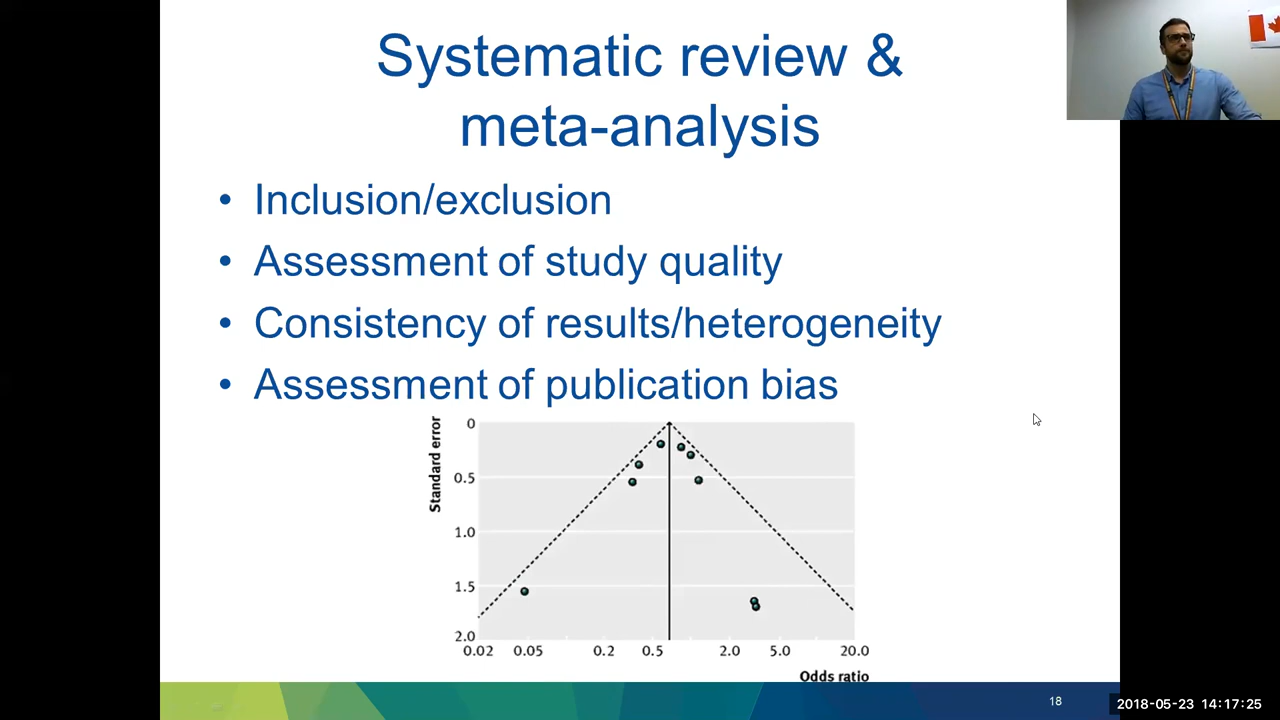 Systematic review &
meta-analysis
• Inclusion/exclusion
• Assessment of study quality
• Consistency of results/heterogeneity
• Assessment of publication bias
Standard error
0
0.5
1.0
1.5
2.0
0.02 0.05 0.2 0.5 2.0 5.0 20.0
Odds ratio
18
2018-05-23 14:17:25